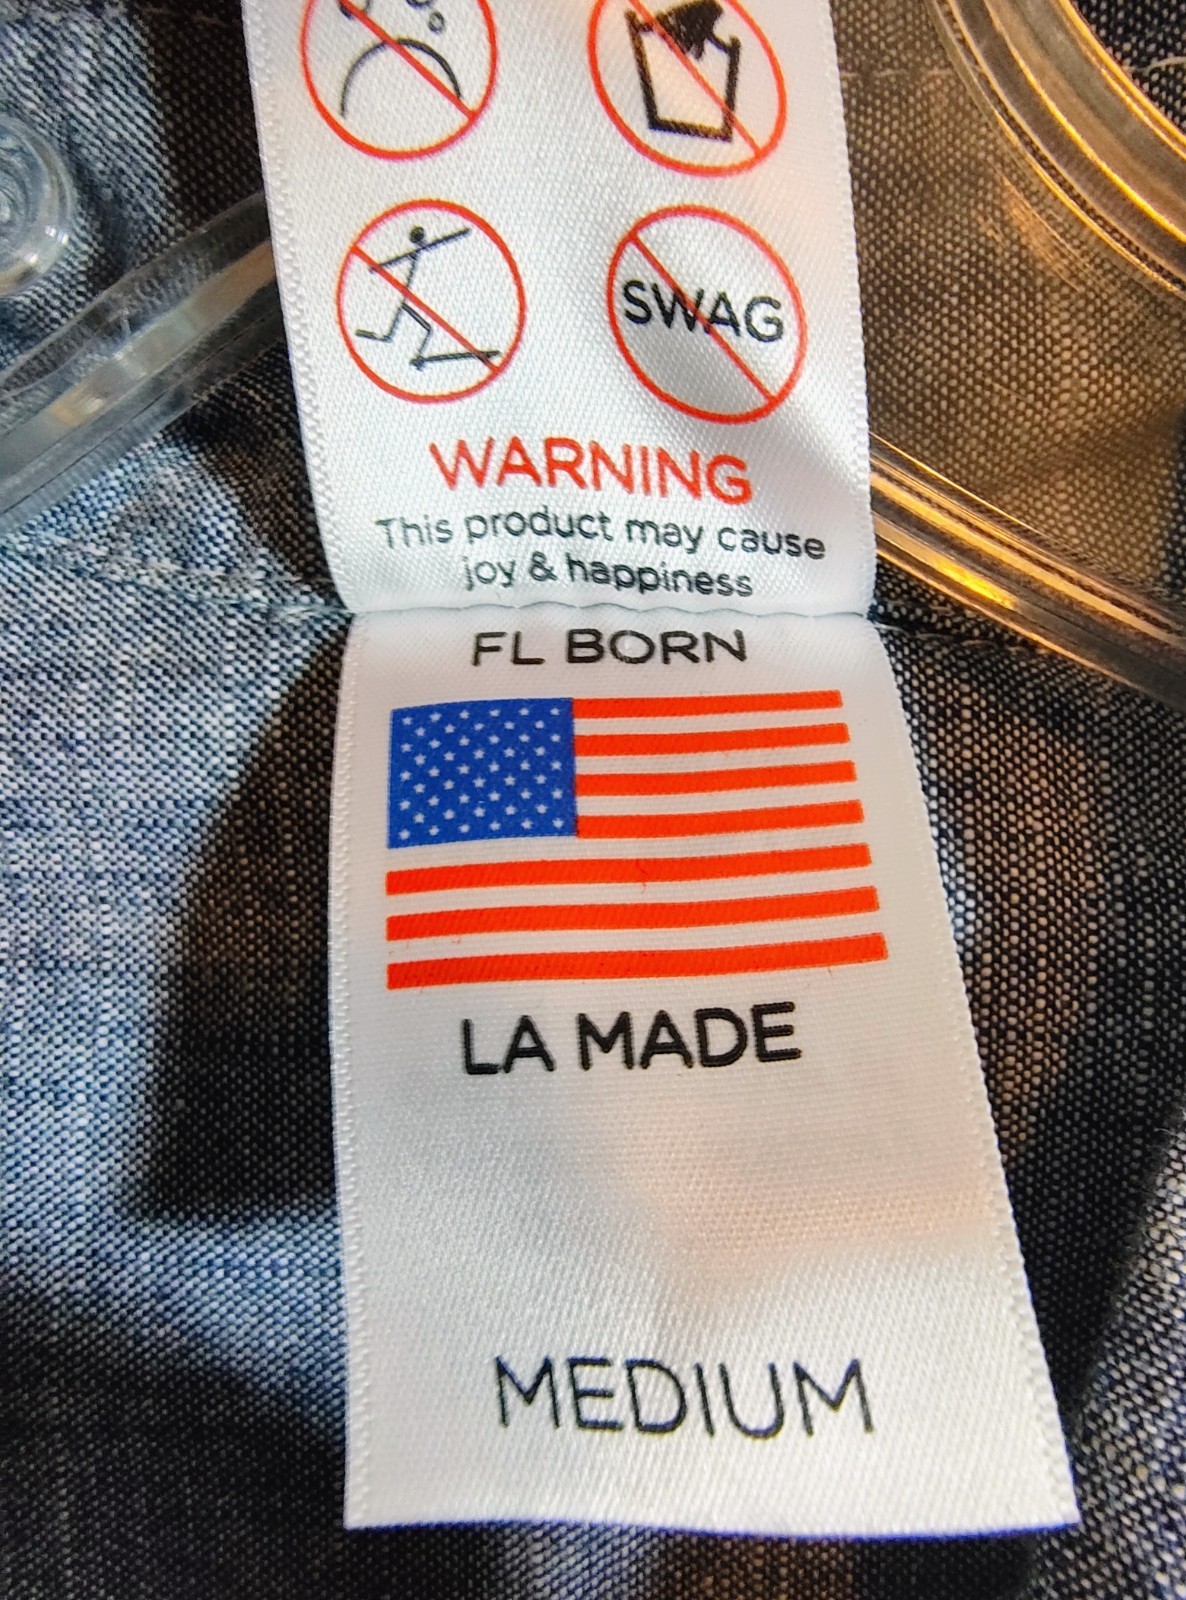 SWAG
WARNING
This product may cause
joy & happiness
FL BORN
LA MADE
MEDIUM